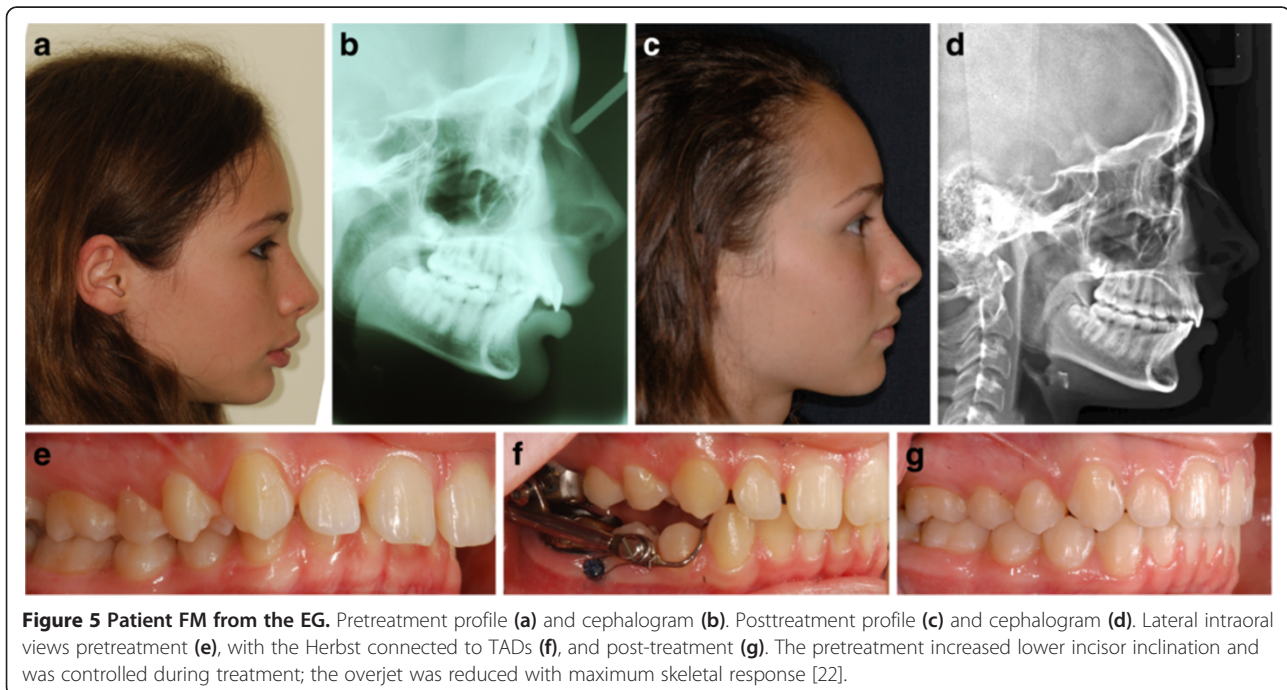 a
b
c
d
e
f
g
Figure 5 Patient FM from the EG. Pretreatment profile (a) and cephalogram (b). Posttreatment profile (c) and cephalogram (d). Lateral intraoral
views pretreatment (e), with the Herbst connected to TADs (f), and post-treatment (g). The pretreatment increased lower incisor inclination and
was controlled during treatment; the overjet was reduced with maximum skeletal response [22].